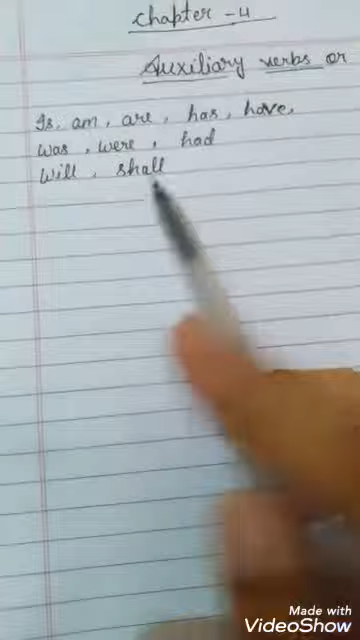 Chapter - 4
Auxiliary verbs or
Is, am, are, has, have,
was, were, had
Will, shall
Made with
VideoShow